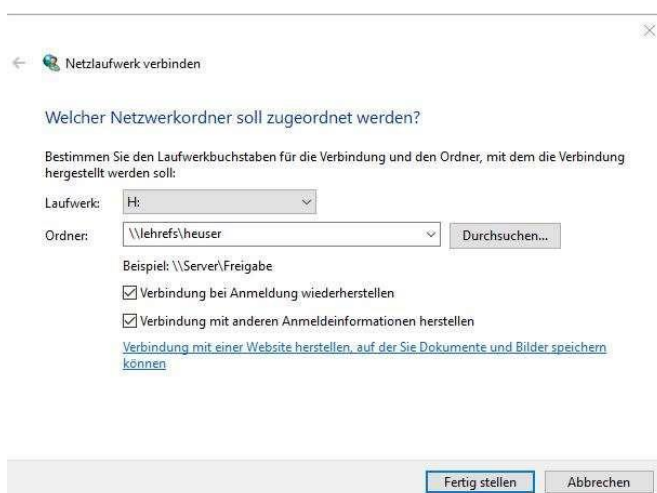 Netzlaufwerk verbinden
Welcher Netzwerkordner soll zugeordnet werden?
Bestimmen Sie den Laufwerkbuchstaben für die Verbindung und den Ordner, mit dem die Verbindung
hergestellt werden soll:
Laufwerk: H:
Ordner: \\lehrefs\heuser Durchsuchen...
Beispiel: \\Server\Freigabe
Verbindung bei Anmeldung wiederherstellen
Verbindung mit anderen Anmeldeinformationen herstellen
Verbindung mit einer Website herstellen, auf der Sie Dokumente und Bilder speichern
können
Fertig stellen Abbrechen